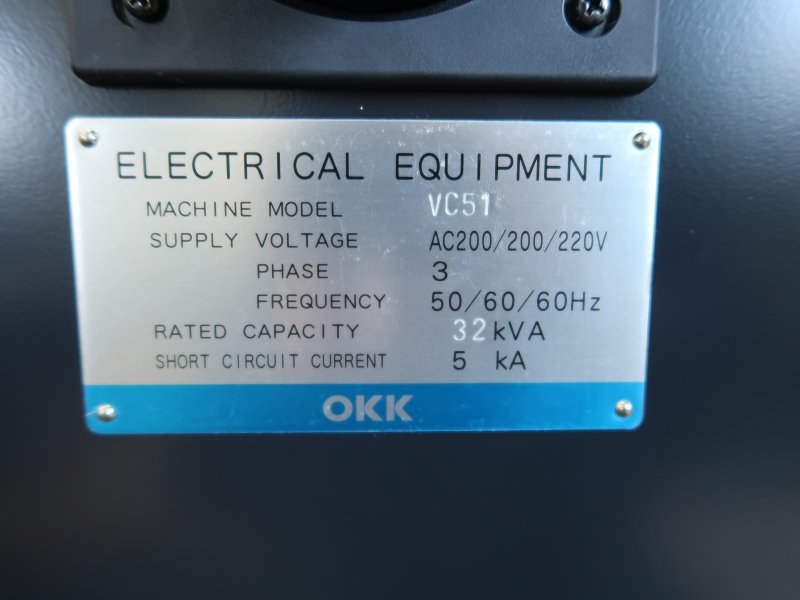 ELECTRICAL EQUIPMENT
MACHINE MODEL VC51
SUPPLY VOLTAGE AC200/200/220V
PHASE 3
FREQUENCY 50/60/60Hz
RATED CAPACITY 32kVA
SHORT CIRCUIT CURRENT 5 kA
OKK